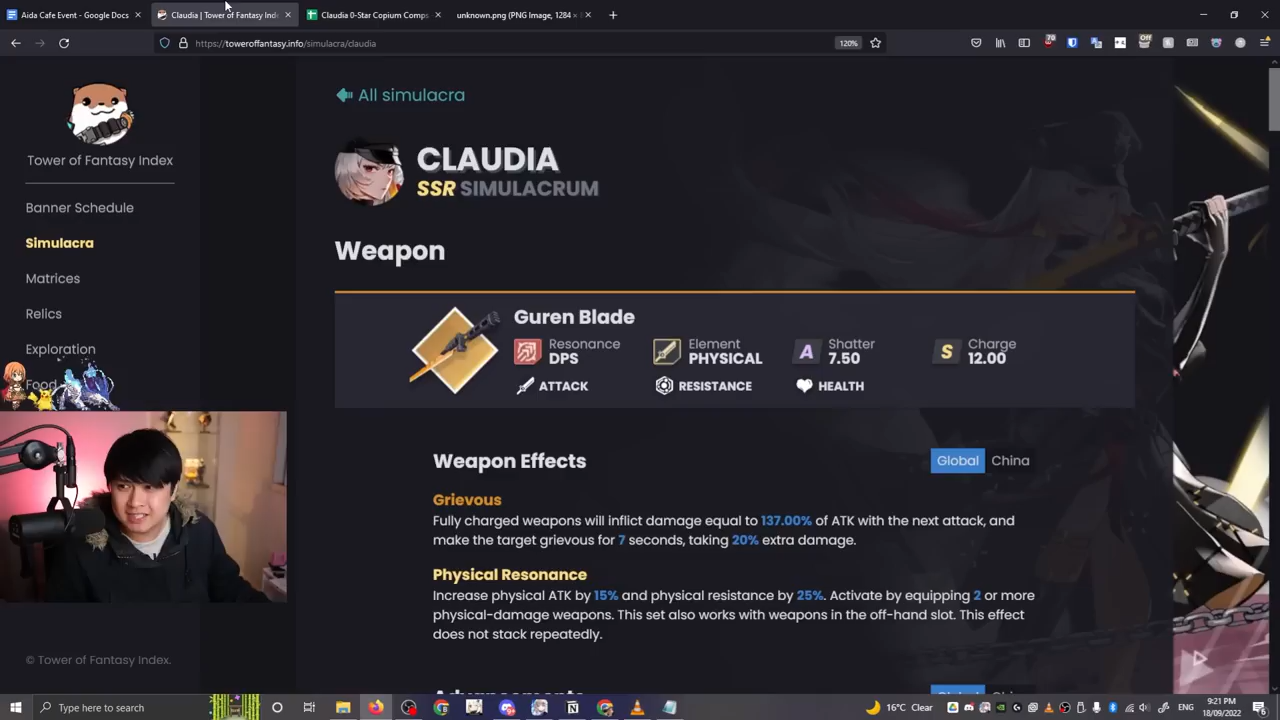 Aida Cafe Event - Google Docs
Claudia | Tower of Fantasy Inde
Claudia 0-Star Copium Comps
unknown.png (PNG Image, 1284 ×
https://toweroffantasy.info/simulacra/claudia
120%
70
Off
Tower of Fantasy Index
Banner Schedule
Simulacra
Matrices
Relics
Exploration
Food
© Tower of Fantasy Index.
All simulacra
CLAUDIA
SSR SIMULACRUM
Weapon
Guren Blade
Resonance
DPS
Element
PHYSICAL
A
Shatter
7.50
S
Charge
12.00
ATTACK
RESISTANCE
HEALTH
Weapon Effects
Global
China
Grievous
Fully charged weapons will inflict damage equal to 137.00% of ATK with the next attack, and
make the target grievous for 7 seconds, taking 20% extra damage.
Physical Resonance
Increase physical ATK by 15% and physical resistance by 25%. Activate by equipping 2 or more
physical-damage weapons. This set also works with weapons in the off-hand slot. This effect
does not stack repeatedly.
Advancements
Global
China
Type here to search
16°C Clear
ENG
9:21 PM
18/09/2022